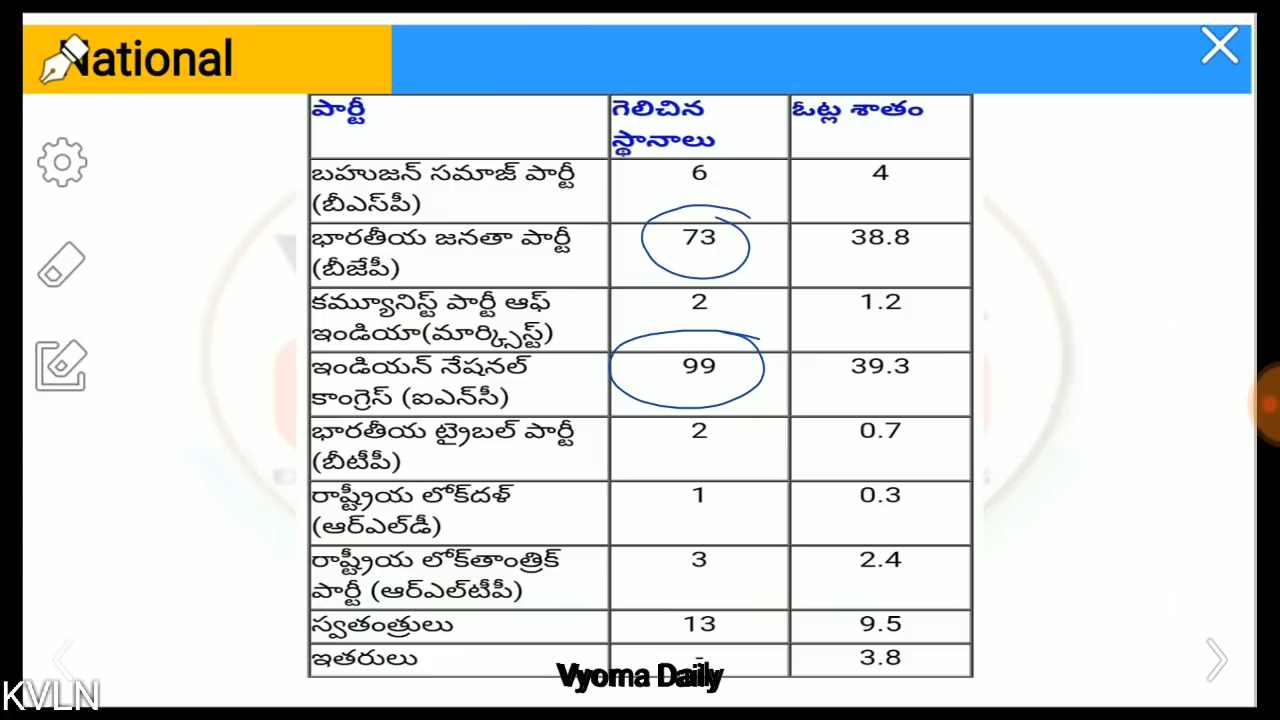 National
పార్టీ గెలిచిన ఓట్ల శాతం
స్థానాలు
బహుజన్ సమాజ్ పార్టీ 6 4
(బీఎస్‌పీ)
భారతీయ జనతా పార్టీ 73 38.8
(బీజేపీ)
కమ్యూనిస్ట్ పార్టీ ఆఫ్ 2 1.2
ఇండియా(మార్క్సిస్ట్)
ఇండియన్ నేషనల్ 99 39.3
కాంగ్రెస్ (ఐఎన్‌సీ)
భారతీయ ట్రైబల్ పార్టీ 2 0.7
(బీటీపీ)
రాష్ట్రీయ లోక్‌దళ్ 1 0.3
(ఆర్‌ఎల్‌డీ)
రాష్ట్రీయ లోక్‌తాంత్రిక్ 3 2.4
పార్టీ (ఆర్‌ఎల్‌టీపీ)
స్వతంత్రులు 13 9.5
ఇతరులు - 3.8
Vyoma Daily
KVLN